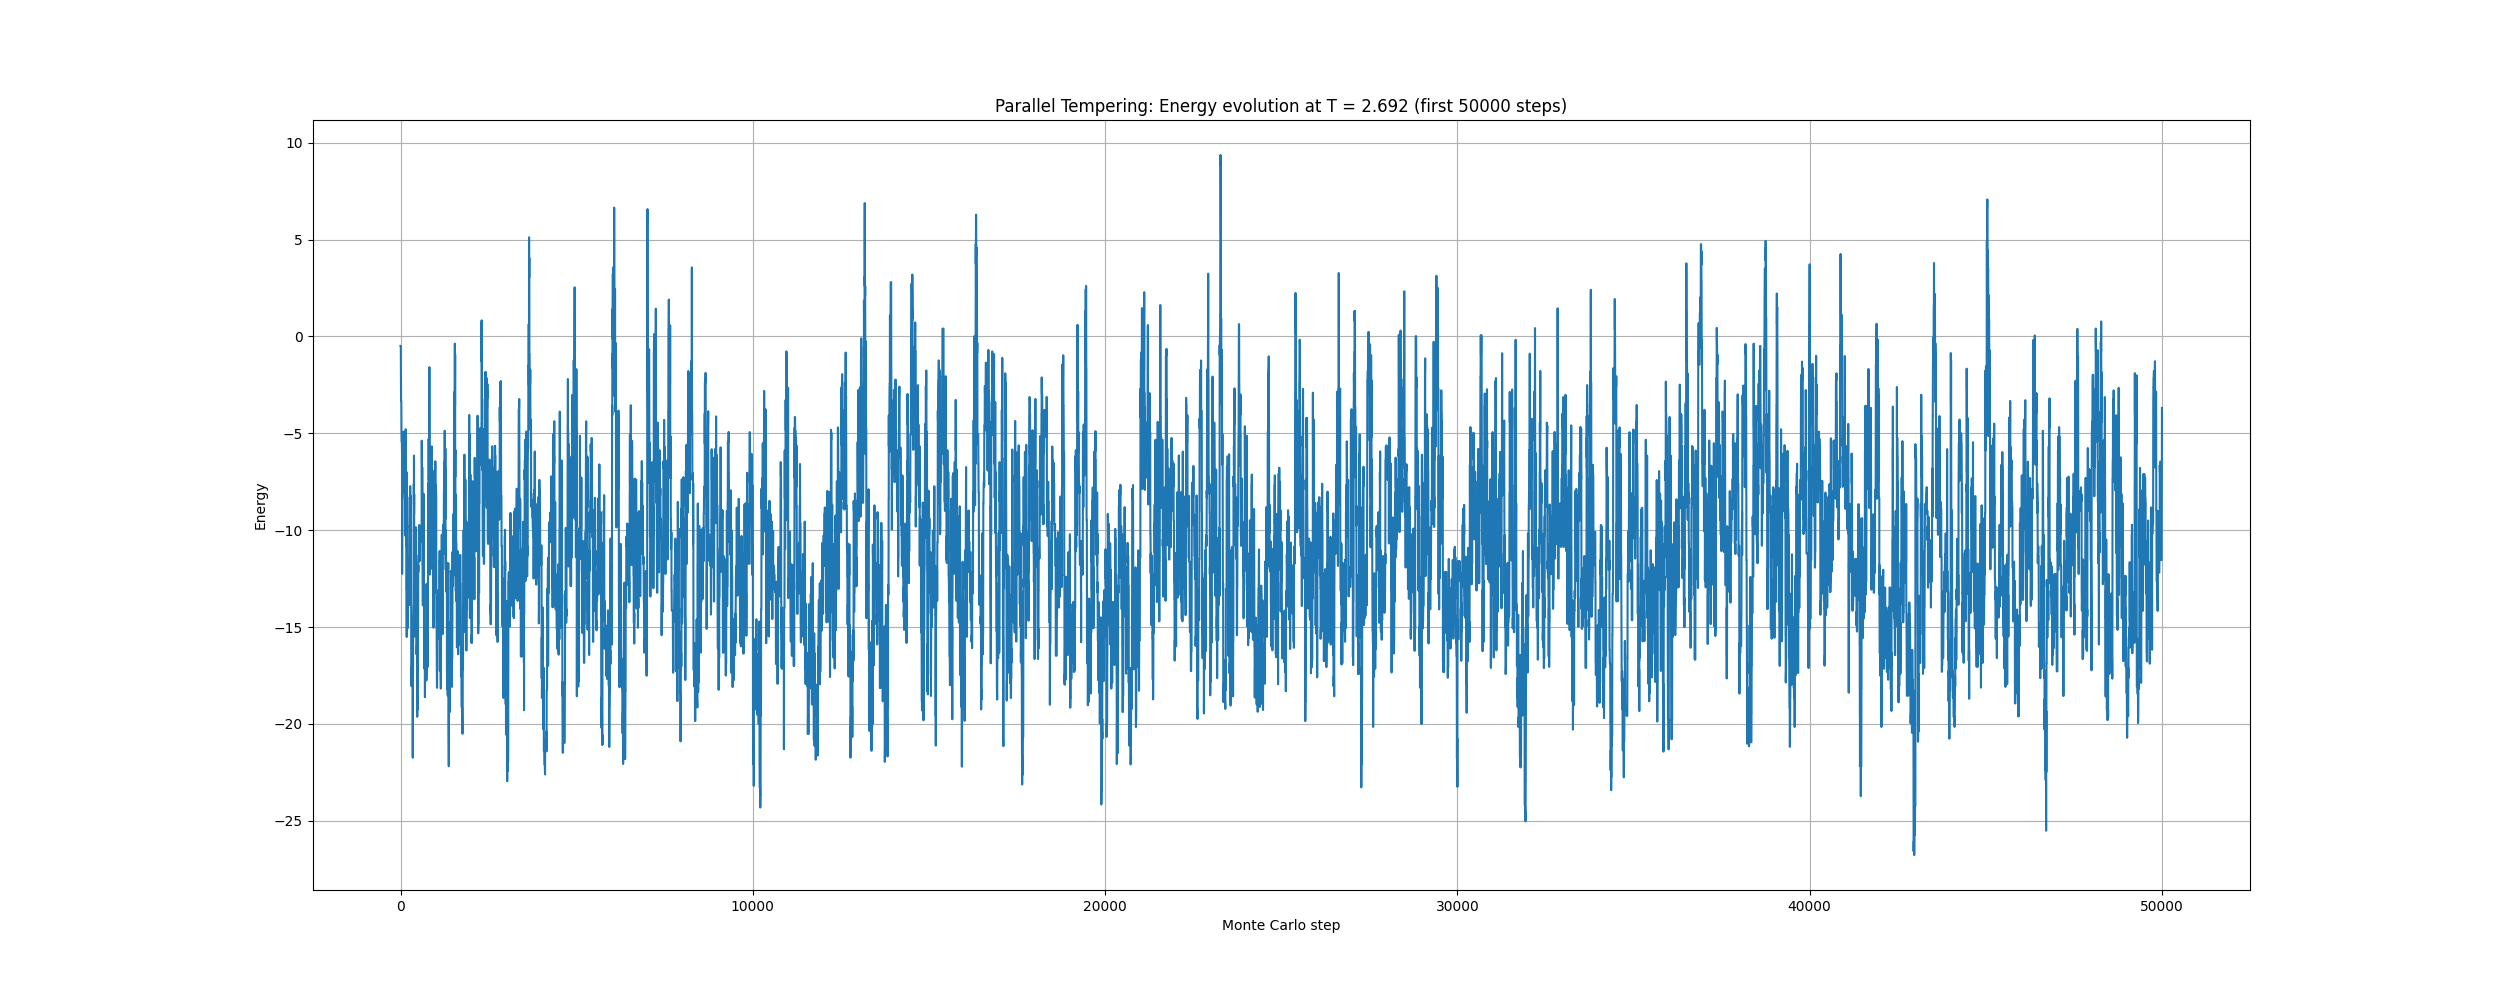 Parallel Tempering: Energy evolution at T = 2.692 (first 50000 steps)
10
5
0
−5
−10
−15
−20
−25
Energy
0 10000 20000 30000 40000 50000
Monte Carlo step